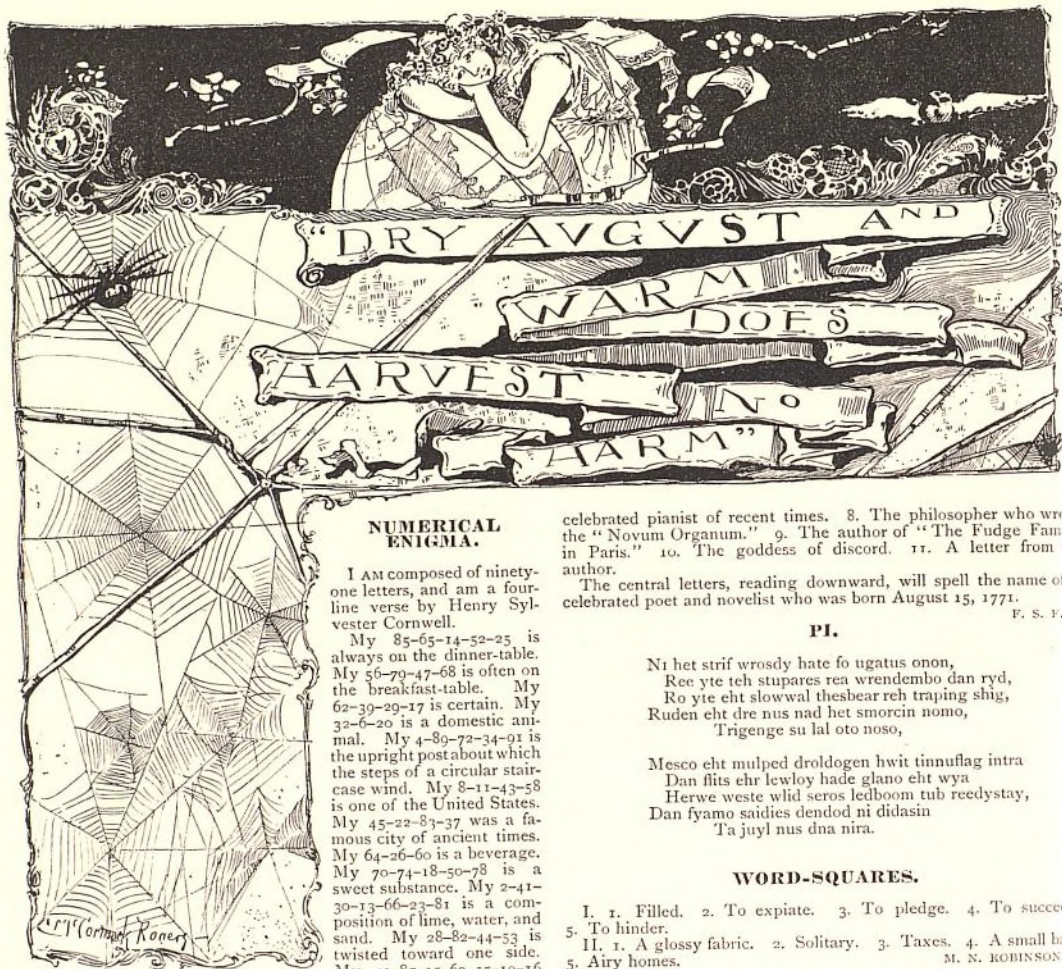 "DRY AVGVST AND
WARM
DOES
HARVEST
NO
HARM"
NUMERICAL
ENIGMA.
I AM composed of ninety-
one letters, and am a four-
line verse by Henry Syl-
vester Cornwell.
My 85-65-14-52-25 is
always on the dinner-table.
My 56-79-47-68 is often on
the breakfast-table. My
62-39-29-17 is certain. My
32-6-20 is a domestic ani-
mal. My 4-89-72-34-91 is
the upright post about which
the steps of a circular stair-
case wind. My 8-11-43-58
is one of the United States.
My 45-22-83-37 was a fa-
mous city of ancient times.
My 64-26-60 is a beverage.
My 70-74-18-50-78 is a
sweet substance. My 2-41-
30-13-66-23-81 is a com-
position of lime, water, and
sand. My 28-82-44-53 is
twisted toward one side.
celebrated pianist of recent times. 8. The philosopher who
the "Novum Organum." 9. The author of "The Fudge
in Paris." 10. The goddess of discord. 11. A letter from
author.
The central letters, reading downward, will spell the name
celebrated poet and novelist who was born August 15, 1771.
F. S. F.
PI.
NI het strif wrosdy hate fo ugatus onon,
Ree yte teh stupares rea wrendembo dan ryd,
Ro yte eht slowwal thesbear reh traping shig,
Ruden eht dre nus nad het smorcin nomo,
Trigenge su lal oto noso,
Mesco eht mulped droldogen hwit tinnuflag intra
Dan flits ehr lewloy hade glano eht wya
Herwe weste wlid seros ledboom tub reedystay,
Dan fyamo saidies dendod ni didasin
Ta juyl nus dna nira.
WORD-SQUARES.
I. 1. Filled. 2. To expiate. 3. To pledge. 4. To
5. To hinder.
II. 1. A glossy fabric. 2. Solitary. 3. Taxes. 4. A small
5. Airy homes.
M. N. ROBINSON